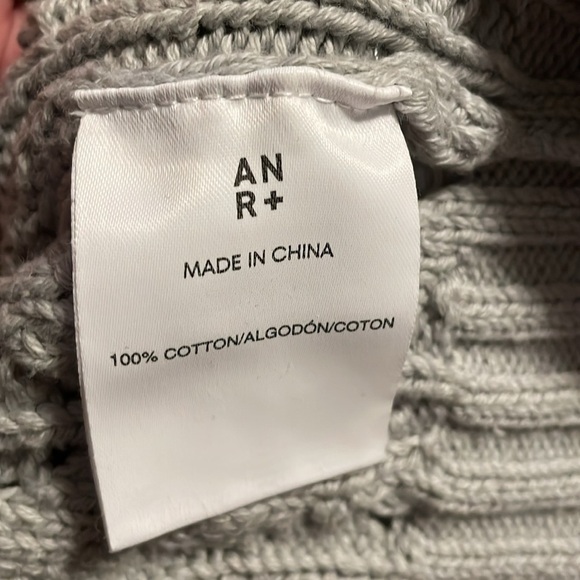 AN
R+
MADE IN CHINA
100% COTTON/ALGODÓN/COTON